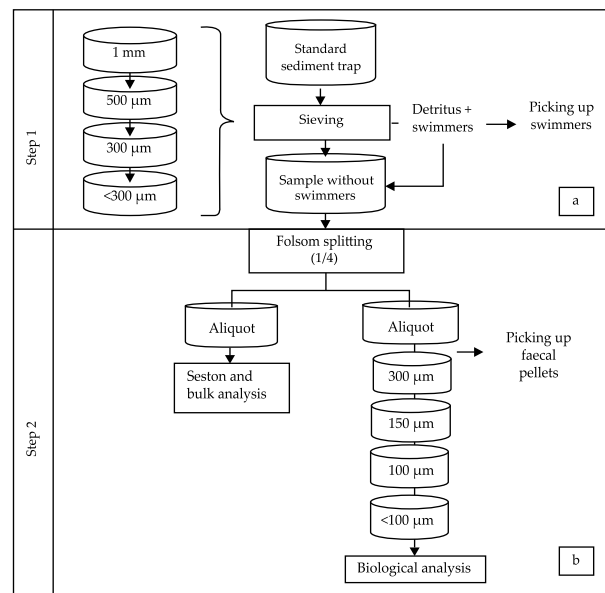 Step 1
1 mm
500 µm
300 µm
<300 µm
Standard
sediment trap
Sieving
Detritus +
swimmers
Picking up
swimmers
Sample without
swimmers
a
Step 2
Folsom splitting
(1/4)
Aliquot
Seston and
bulk analysis
Aliquot
Picking up
faecal
pellets
300 µm
150 µm
100 µm
<100 µm
Biological analysis
b